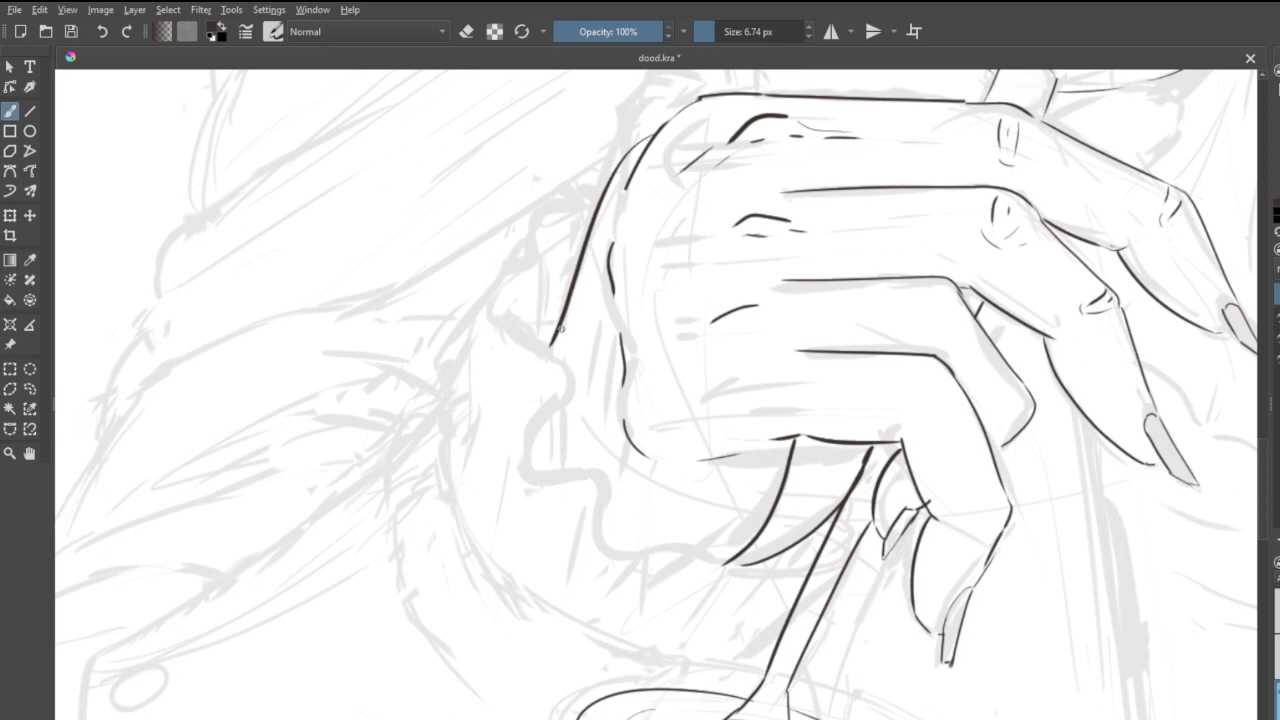 File Edit View Image Layer Select Filter Tools Settings Window Help
Normal Opacity: 100% Size: 6.74 px
dood.kra *